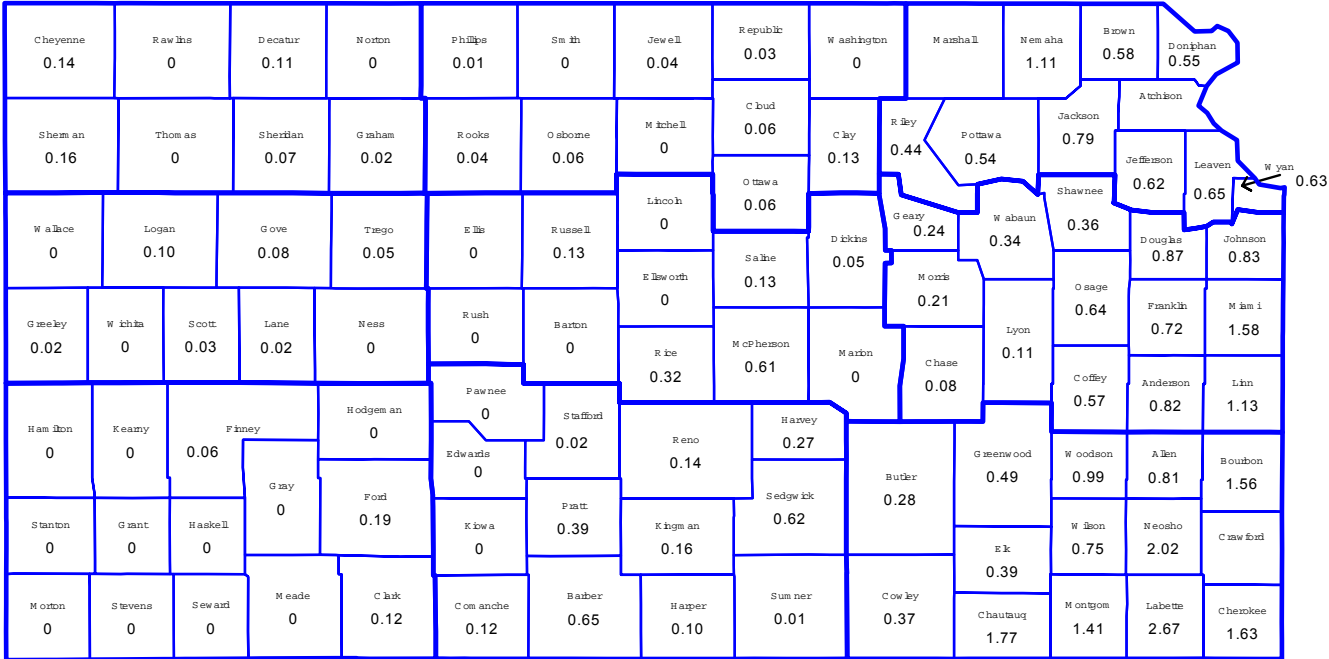 Cheyenne
0.14
Rawlins
0
Decatur
0.11
Norton
0
Phillips
0.01
Smith
0
Jewell
0.04
Republic
0.03
Washington
0
Marshall
Nemaha
1.11
Brown
0.58
Doniphan
0.55
Sherman
0.16
Thomas
0
Sheridan
0.07
Graham
0.02
Rooks
0.04
Osborne
0.06
Mitchell
0
Cloud
0.06
Clay
0.13
Riley
0.44
Pottawa
0.54
Jackson
0.79
Atchison
Jefferson
0.62
Leaven
0.65
Wyan
0.63
Ottawa
0.06
Wallace
0
Logan
0.10
Gove
0.08
Trego
0.05
Ellis
0
Russell
0.13
Lincoln
0
Saline
0.13
Dickins
0.05
Geary
0.24
Wabaun
0.34
Shawnee
0.36
Douglas
0.87
Johnson
0.83
Ellsworth
0
Morris
0.21
Osage
0.64
Franklin
0.72
Miami
1.58
Greeley
0.02
Wichita
0
Scott
0.03
Lane
0.02
Ness
0
Rush
0
Barton
0
Rice
0.32
McPherson
0.61
Marion
0
Chase
0.08
Lyon
0.11
Coffey
0.57
Anderson
0.82
Linn
1.13
Hamilton
0
Kearny
0
Finney
0.06
Hodgeman
0
Pawnee
0
Stafford
0.02
Reno
0.14
Harvey
0.27
Butler
0.28
Greenwood
0.49
Woodson
0.99
Allen
0.81
Bourbon
1.56
Edwards
0
Gray
0
Ford
0.19
Pratt
0.39
Sedgwick
0.62
Stanton
0
Grant
0
Haskell
0
Kiowa
0
Kingman
0.16
Elk
0.39
Wilson
0.75
Neosho
2.02
Crawford
Morton
0
Stevens
0
Seward
0
Meade
0
Clark
0.12
Comanche
0.12
Barber
0.65
Harper
0.10
Sumner
0.01
Cowley
0.37
Chautauq
1.77
Montgom
1.41
Labette
2.67
Cherokee
1.63